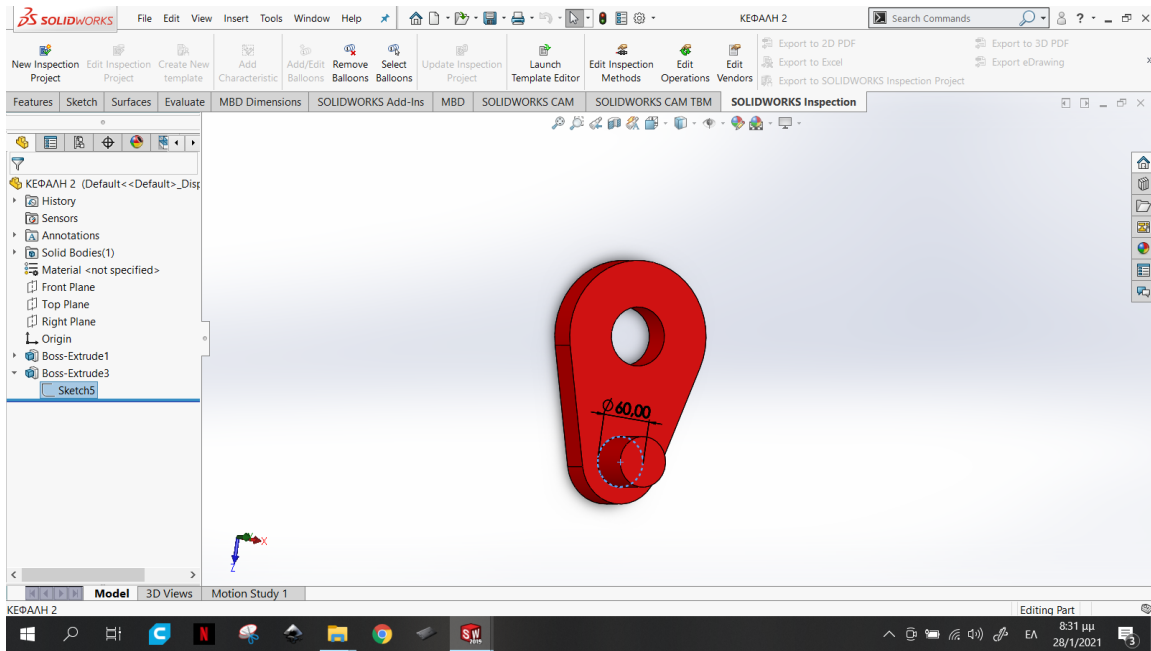 SOLIDWORKS File Edit View Insert Tools Window Help ΚΕΦΑΛΗ 2 Search Commands
New Inspection Project Edit Inspection Project Create New template Add Characteristic Add/Edit Balloons Remove Balloons Select Balloons Update Inspection Project Launch Template Editor Edit Inspection Methods Edit Operations Edit Vendors
Export to 2D PDF Export to 3D PDF
Export to Excel Export eDrawing
Export to SOLIDWORKS Inspection Project
Features Sketch Surfaces Evaluate MBD Dimensions SOLIDWORKS Add-Ins MBD SOLIDWORKS CAM SOLIDWORKS CAM TBM SOLIDWORKS Inspection
ΚΕΦΑΛΗ 2 (Default<<Default>_Disp
History
Sensors
Annotations
Solid Bodies(1)
Material <not specified>
Front Plane
Top Plane
Right Plane
Origin
Boss-Extrude1
Boss-Extrude3
Sketch5
Ø60,00
X
Z
Model 3D Views Motion Study 1
ΚΕΦΑΛΗ 2 Editing Part
ΕΛ 8:31 μμ
28/1/2021
3